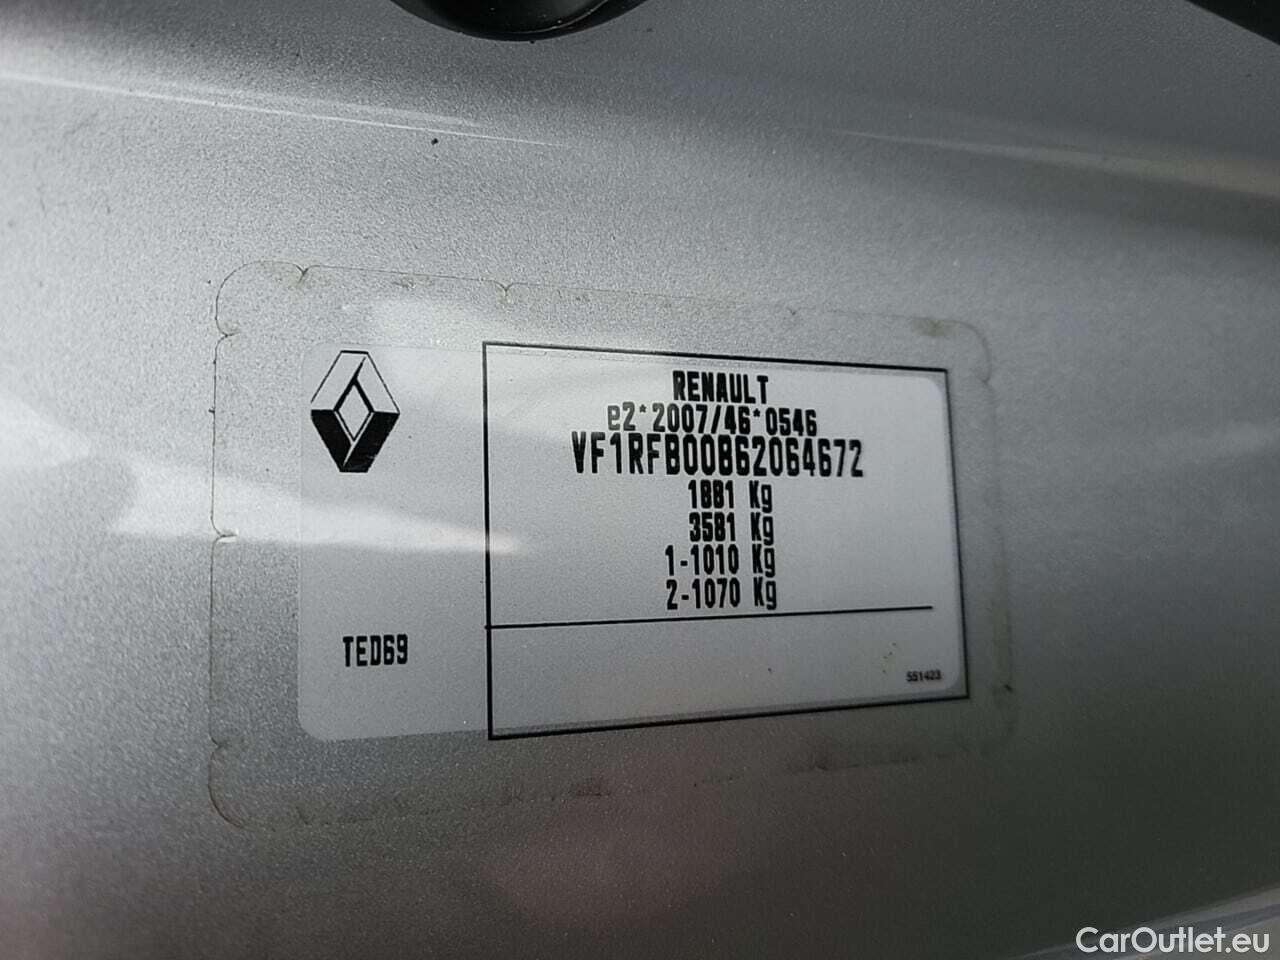 RENAULT
e2*2007/46*0546
VF1RFB00862064672
1881 Kg
3581 Kg
1-1010 Kg
2-1070 Kg
TED69
551423
CarOutlet.eu